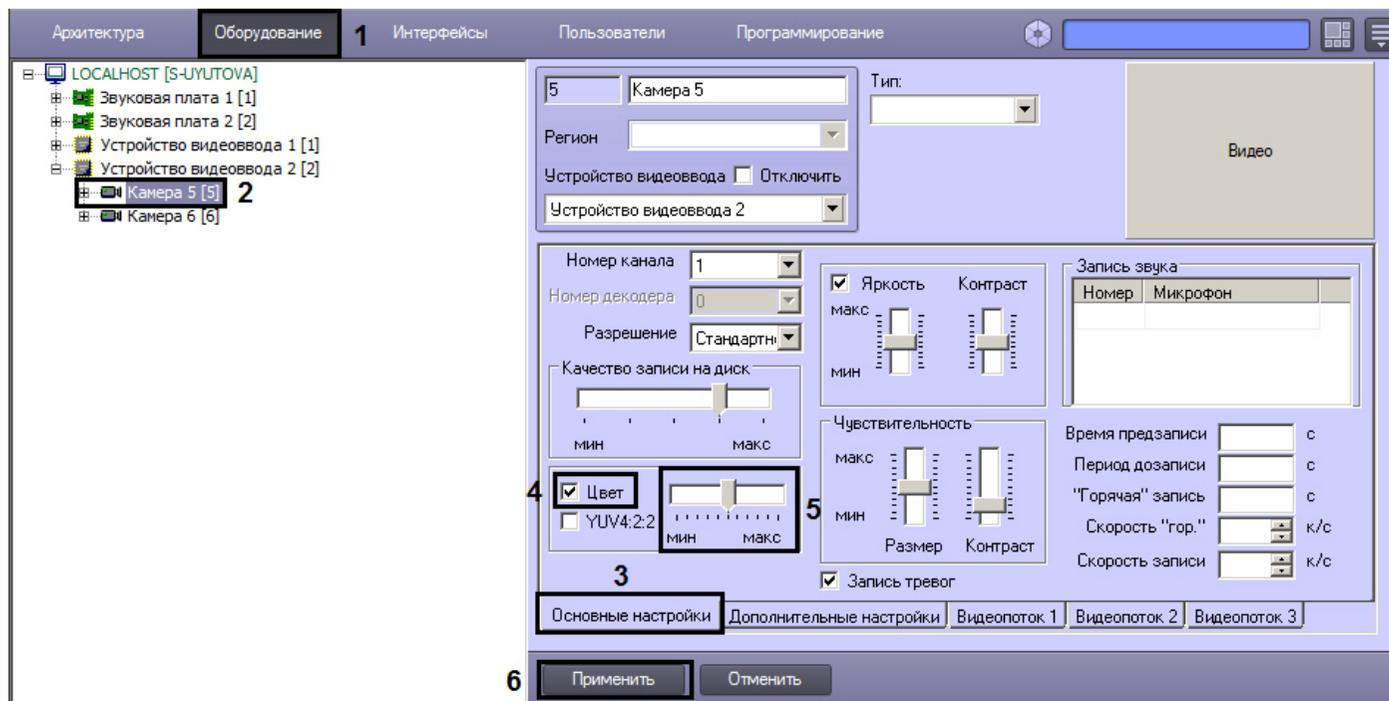 Архитектура Оборудование 1 Интерфейсы Пользователи Программирование
LOCALHOST [S-UYUTOVA]
Звуковая плата 1 [1]
Звуковая плата 2 [2]
Устройство видеоввода 1 [1]
Устройство видеоввода 2 [2]
Камера 5 [5] 2
Камера 6 [6]
5 Камера 5
Тип:
Регион
Устройство видеоввода Отключить
Устройство видеоввода 2
Видео
Номер канала 1
Номер декодера 0
Разрешение Стандартн
Качество записи на диск
мин макс
4 Цвет
YUV4:2:2
мин макс
5
3
Яркость Контраст
макс
мин
Чувствительность
макс
мин
Размер Контраст
Запись тревог
Запись звука
Номер Микрофон
Время предзаписи с
Период дозаписи с
"Горячая" запись с
Скорость "гор." к/с
Скорость записи к/с
Основные настройки Дополнительные настройки Видеопоток 1 Видеопоток 2 Видеопоток 3
6 Применить Отменить